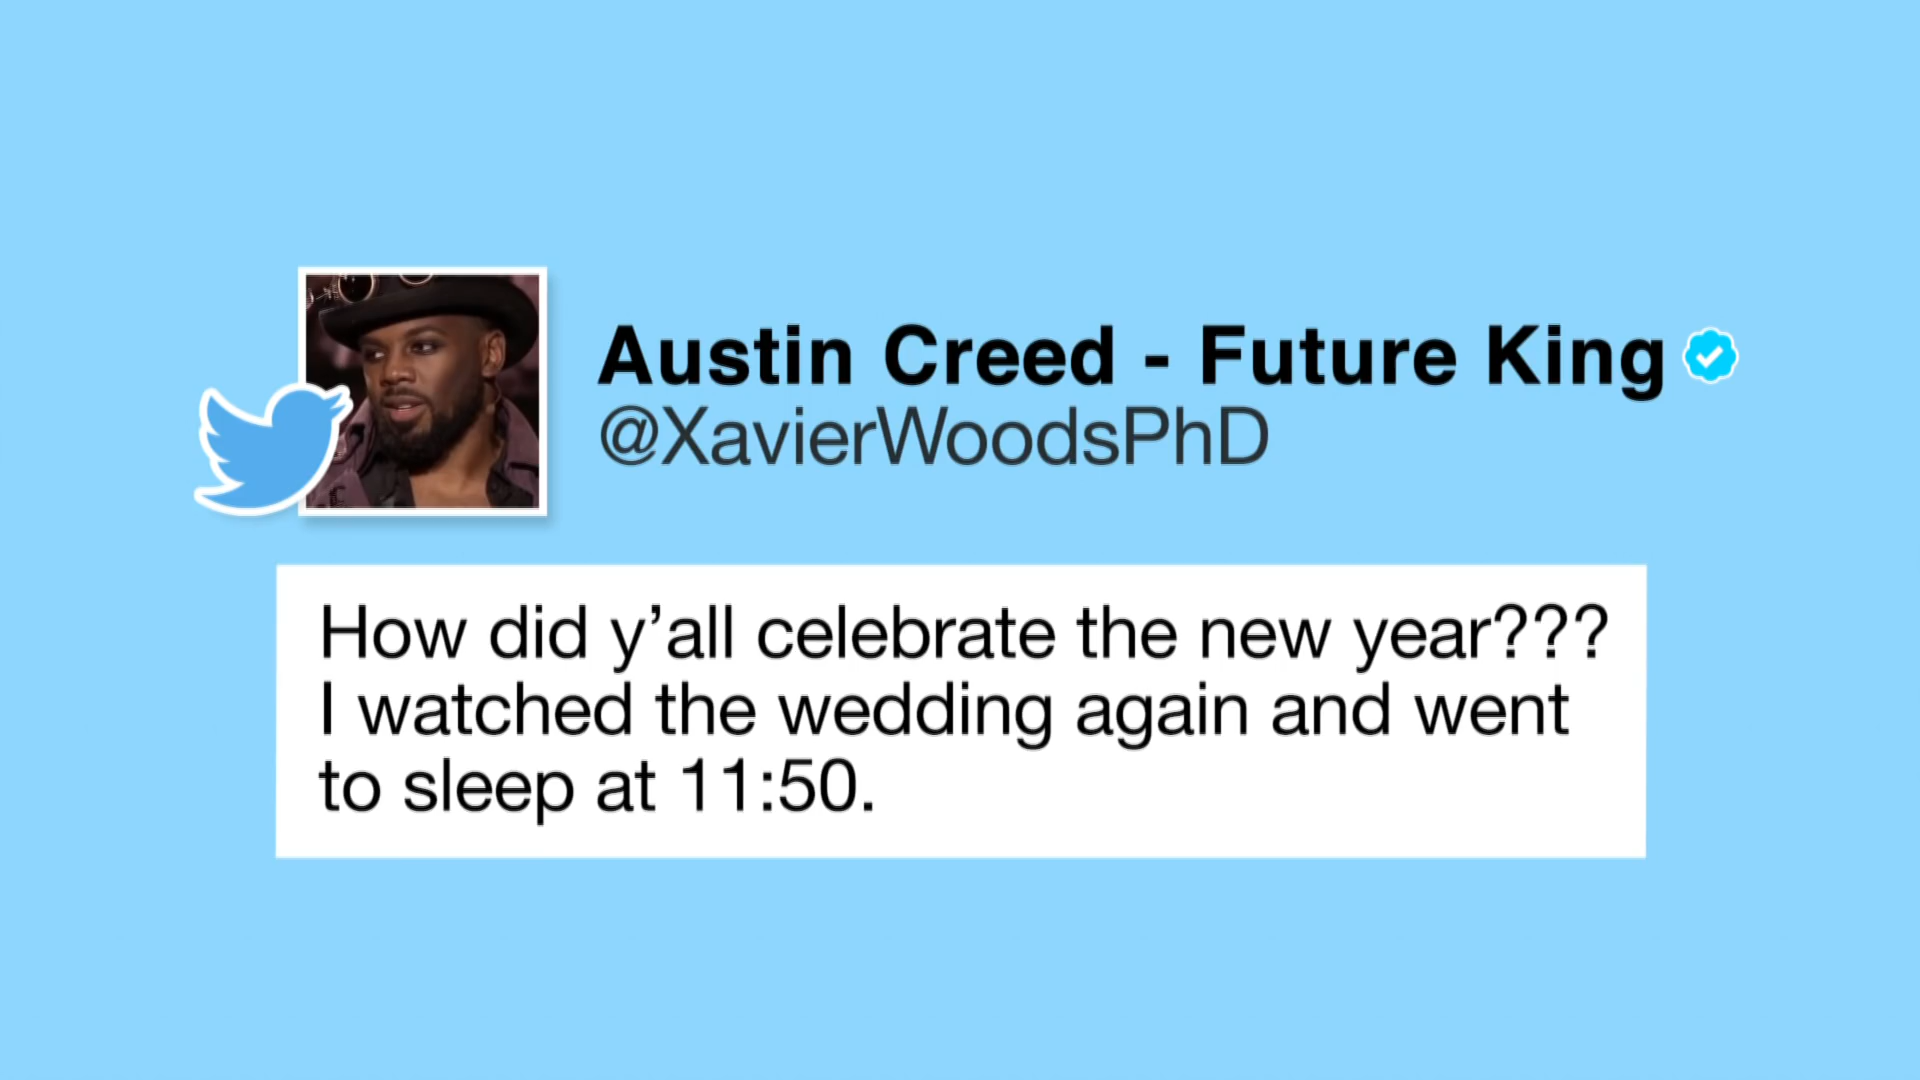 Austin Creed - Future King
@XavierWoodsPhD
How did y’all celebrate the new year???
I watched the wedding again and went
to sleep at 11:50.